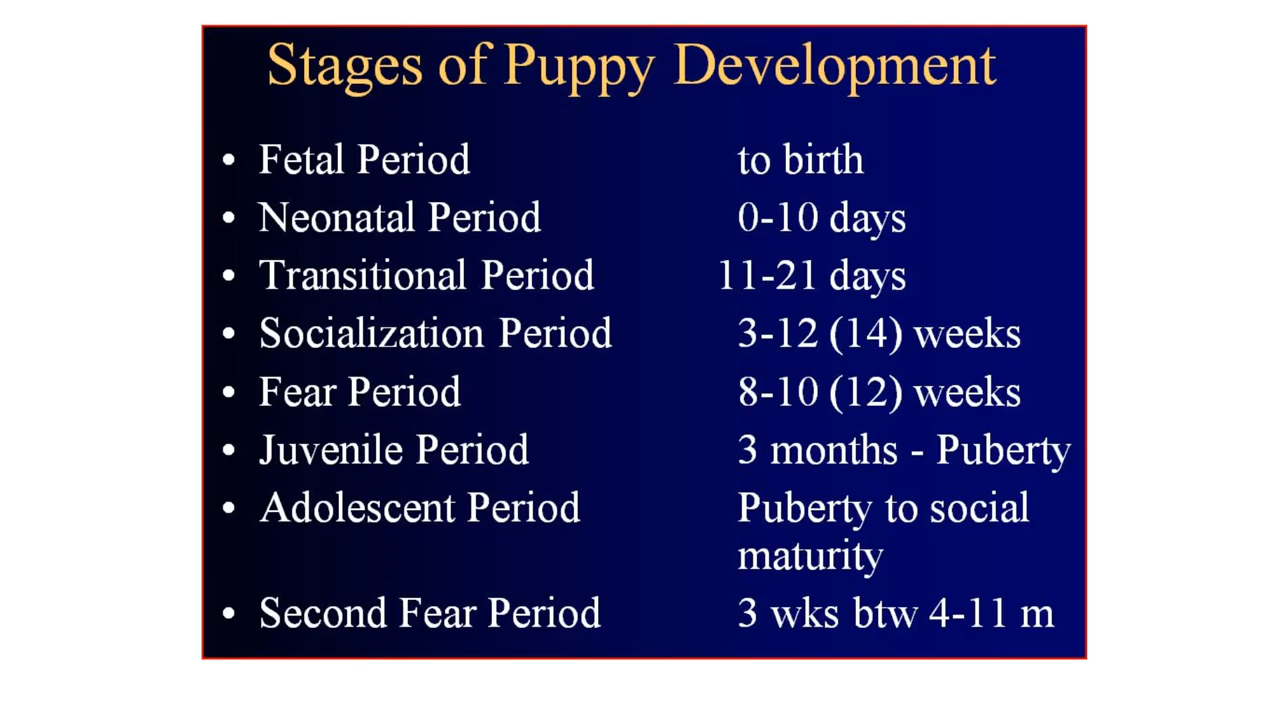 Stages of Puppy Development
• Fetal Period to birth
• Neonatal Period 0-10 days
• Transitional Period 11-21 days
• Socialization Period 3-12 (14) weeks
• Fear Period 8-10 (12) weeks
• Juvenile Period 3 months - Puberty
• Adolescent Period Puberty to social
maturity
• Second Fear Period 3 wks btw 4-11 m